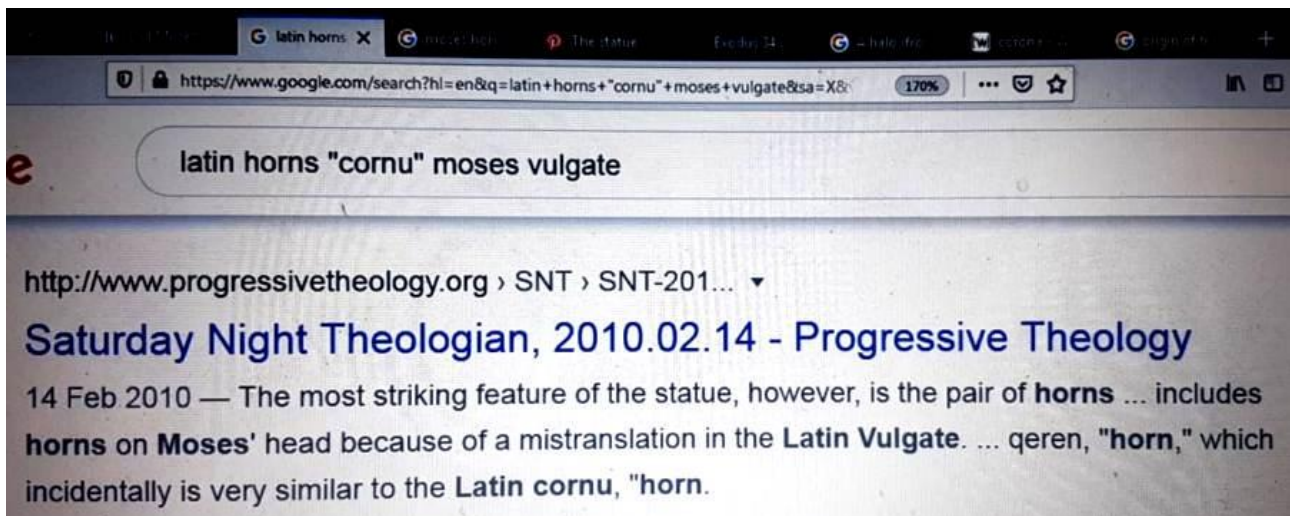 latin horns
The statue
https://www.google.com/search?hl=en&q=latin+horns+"cornu"+moses+vulgate&sa=X&
170%
latin horns "cornu" moses vulgate
http://www.progressivetheology.org › SNT › SNT-201...
Saturday Night Theologian, 2010.02.14 - Progressive Theology
14 Feb 2010 — The most striking feature of the statue, however, is the pair of horns ... includes
horns on Moses' head because of a mistranslation in the Latin Vulgate. ... qeren, "horn," which
incidentally is very similar to the Latin cornu, "horn.